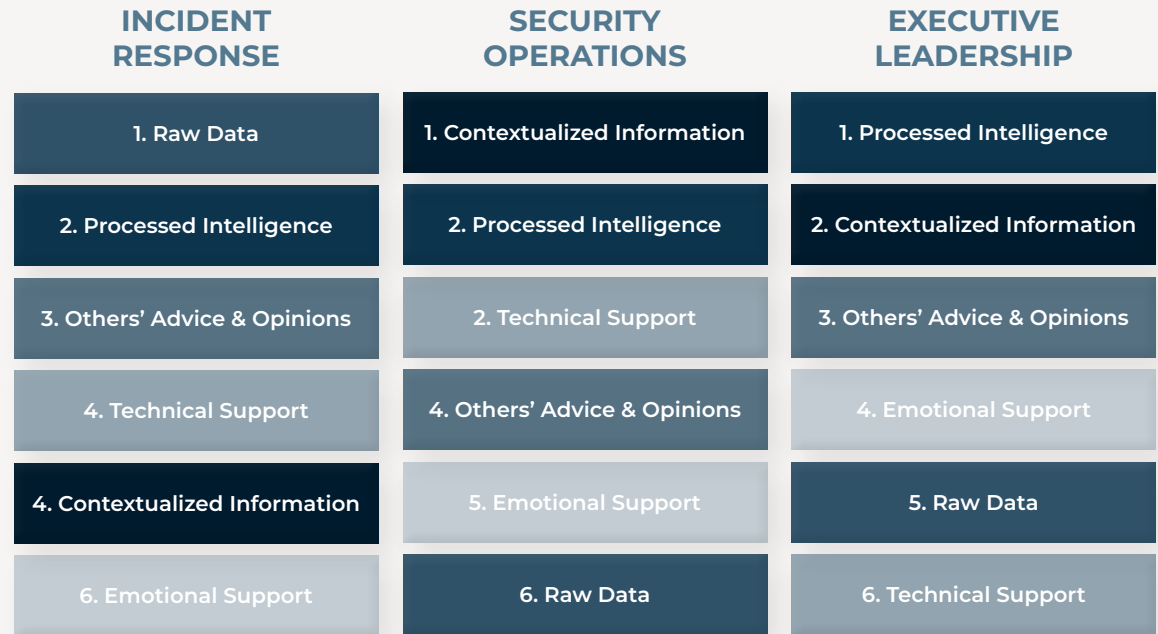 INCIDENT
RESPONSE
1. Raw Data
2. Processed Intelligence
3. Others’ Advice & Opinions
4. Technical Support
4. Contextualized Information
6. Emotional Support
SECURITY
OPERATIONS
1. Contextualized Information
2. Processed Intelligence
2. Technical Support
4. Others’ Advice & Opinions
5. Emotional Support
6. Raw Data
EXECUTIVE
LEADERSHIP
1. Processed Intelligence
2. Contextualized Information
3. Others’ Advice & Opinions
4. Emotional Support
5. Raw Data
6. Technical Support